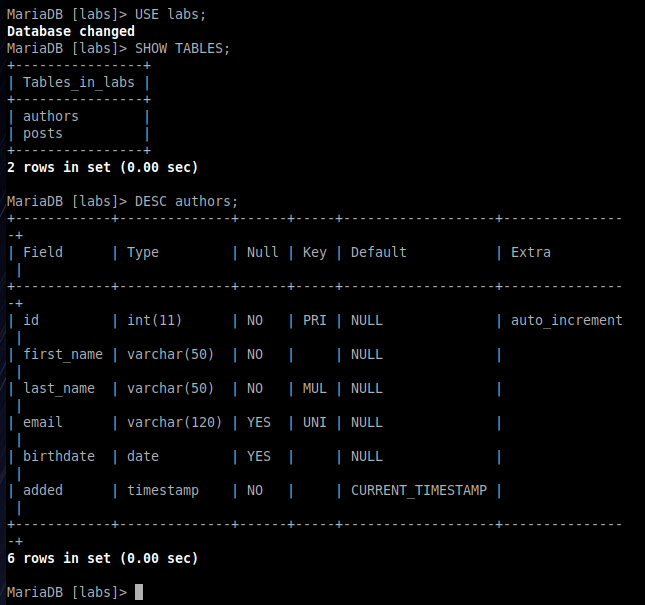 MariaDB [labs]> USE labs;
Database changed
MariaDB [labs]> SHOW TABLES;
+----------------+
| Tables_in_labs |
+----------------+
| authors        |
| posts          |
+----------------+
2 rows in set (0.00 sec)

MariaDB [labs]> DESC authors;
+------------+--------------+------+-----+-------------------+---------------
-+
| Field      | Type         | Null | Key | Default           | Extra
 |
+------------+--------------+------+-----+-------------------+---------------
-+
| id         | int(11)      | NO   | PRI | NULL              | auto_increment
 |
| first_name | varchar(50)  | NO   |     | NULL              |
 |
| last_name  | varchar(50)  | NO   | MUL | NULL              |
 |
| email      | varchar(120) | YES  | UNI | NULL              |
 |
| birthdate  | date         | YES  |     | NULL              |
 |
| added      | timestamp    | NO   |     | CURRENT_TIMESTAMP |
 |
+------------+--------------+------+-----+-------------------+---------------
-+
6 rows in set (0.00 sec)

MariaDB [labs]>